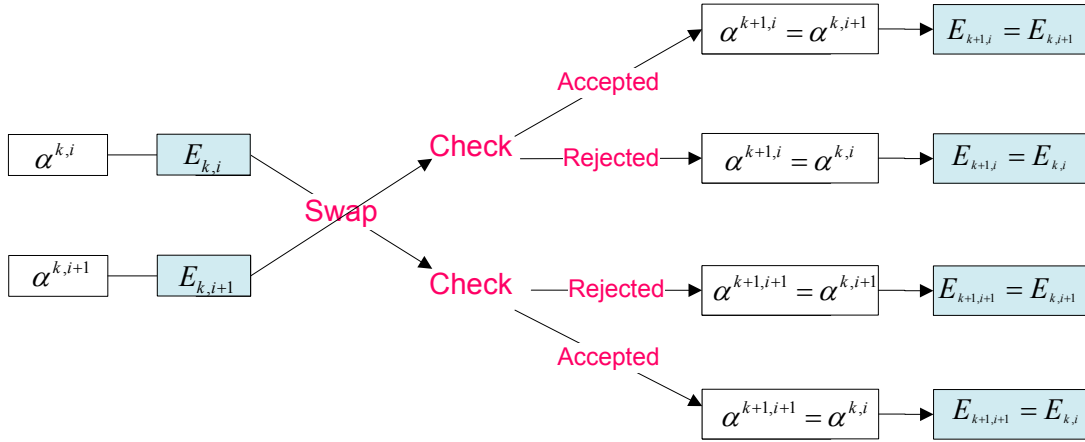 α^{k+1,i} = α^{k,i+1}
E_{k+1,i} = E_{k,i+1}
Accepted
α^{k,i}
E_{k,i}
Check
Rejected
α^{k+1,i} = α^{k,i}
E_{k+1,i} = E_{k,i}
Swap
α^{k,i+1}
E_{k,i+1}
Check
Rejected
α^{k+1,i+1} = α^{k,i+1}
E_{k+1,i+1} = E_{k,i+1}
Accepted
α^{k+1,i+1} = α^{k,i}
E_{k+1,i+1} = E_{k,i}